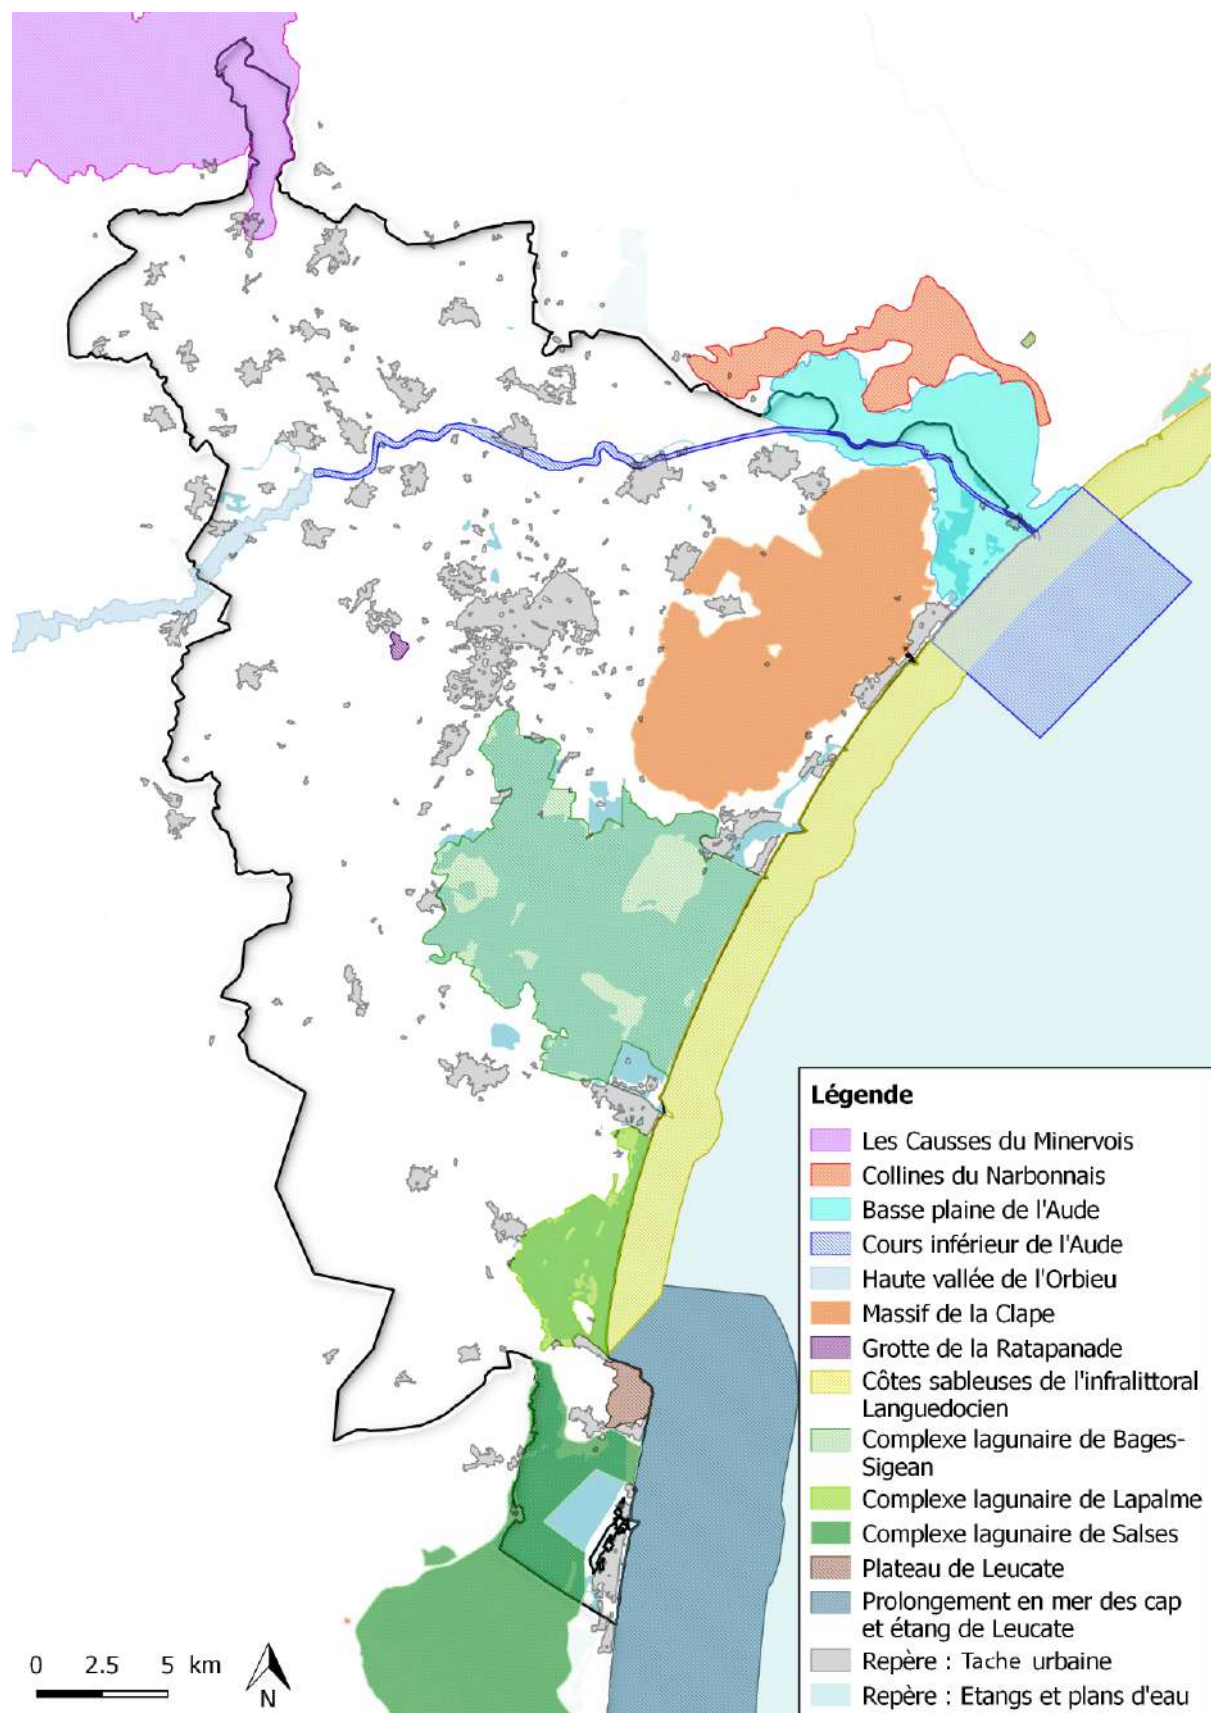 Légende
Les Causses du Minervois
Collines du Narbonnais
Basse plaine de l'Aude
Cours inférieur de l'Aude
Haute vallée de l'Orbieu
Massif de la Clape
Grotte de la Ratapanade
Côtes sableuses de l'infralittoral
Languedocien
Complexe lagunaire de Bages-
Sigean
Complexe lagunaire de Lapalme
Complexe lagunaire de Salses
Plateau de Leucate
Prolongement en mer des cap
et étang de Leucate
Repère : Tache urbaine
Repère : Etangs et plans d'eau
0 2.5 5 km
N